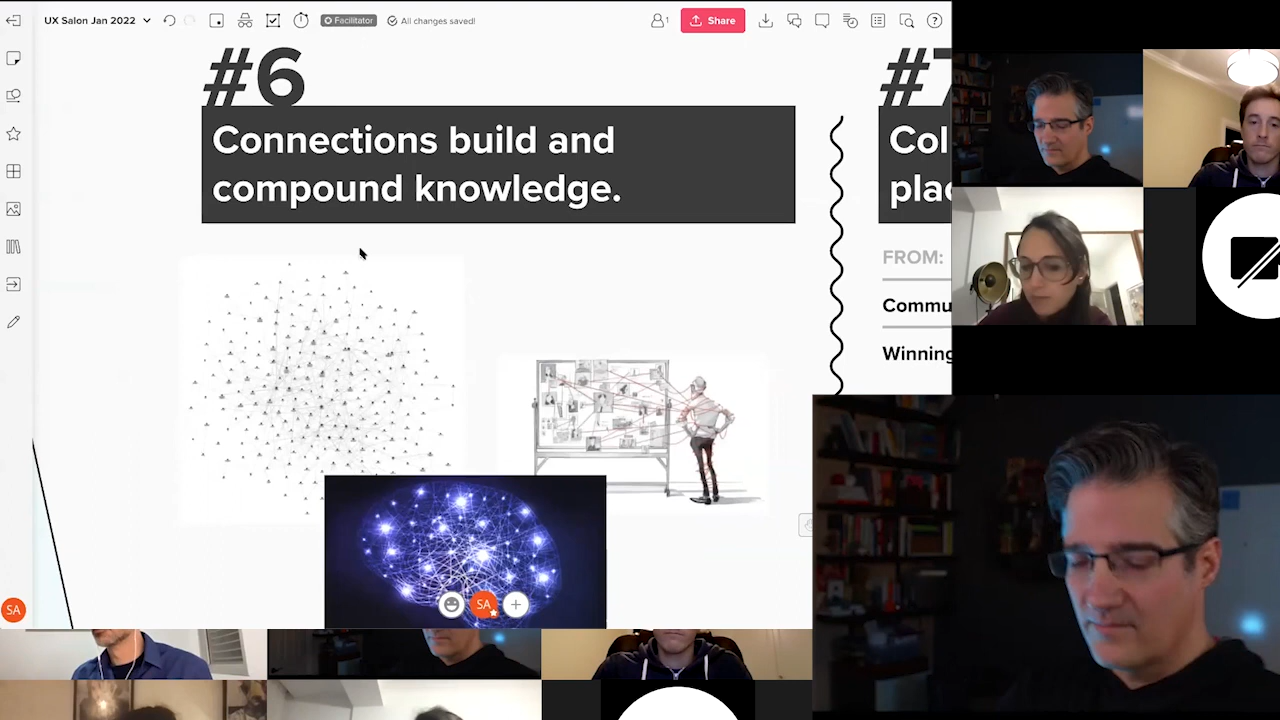 UX Salon Jan 2022
Facilitator
All changes saved!
1
Share
?
#6
Connections build and
compound knowledge.
#7
Col
plac
FROM:
Commu
Winning
SA
SA